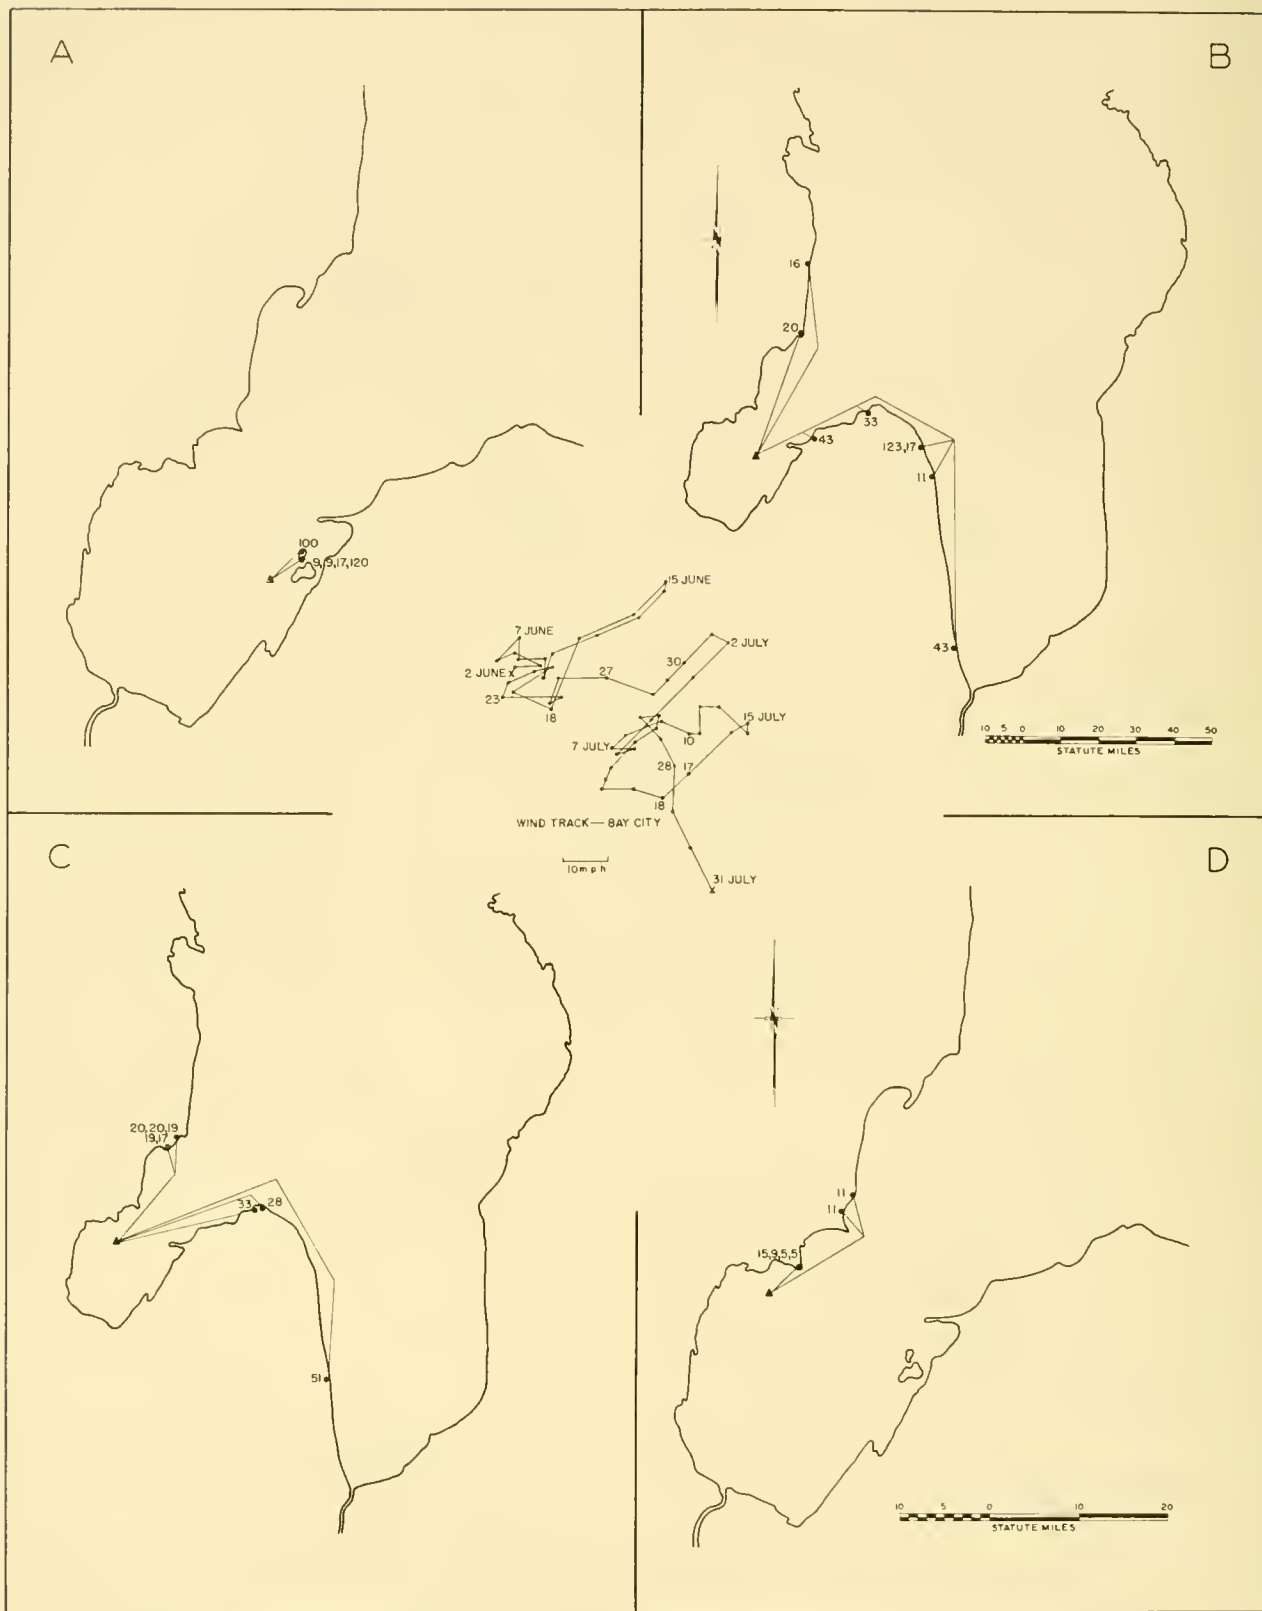 A
100
9,9,17,120
B
16
20
33
43
123,17
11
43
10 5 0 10 20 30 40 50
STATUTE MILES
15 JUNE
7 JUNE
2 JULY
30
2 JUNE x
27
23
18
15 JULY
10
7 JULY
28
17
18
WIND TRACK — BAY CITY
10 mph
31 JULY
C
20,20,19
19,17
33
28
51
D
N
11
11
15,9,5,5
10 5 0 10 20
STATUTE MILES